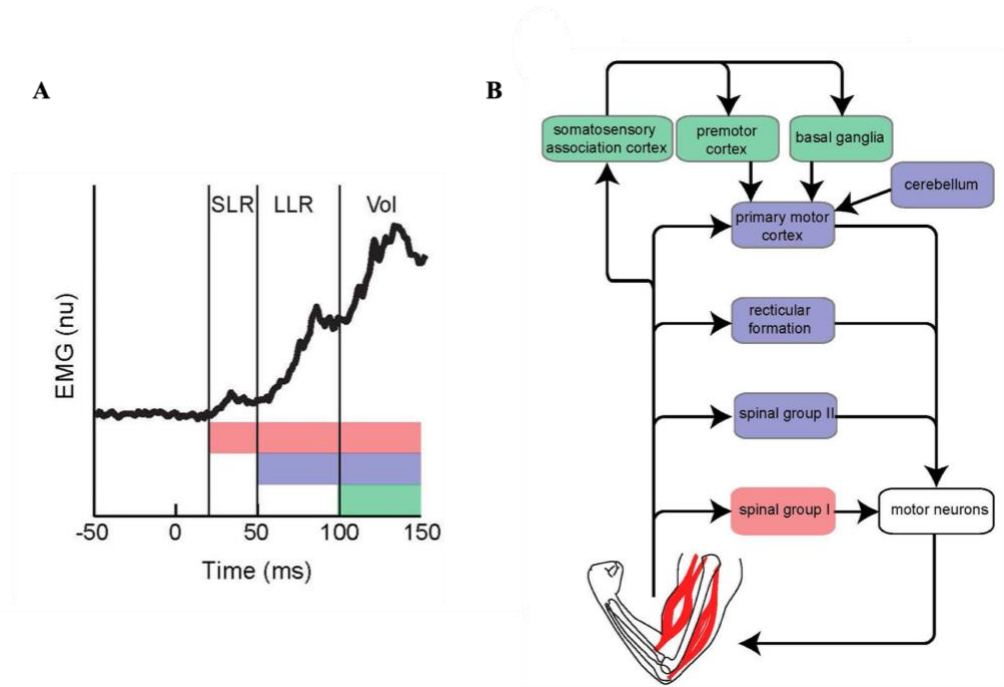 A
SLR LLR Vol
EMG (nu)
-50 0 50 100 150
Time (ms)
B
somatosensory
association cortex
premotor
cortex
basal ganglia
cerebellum
primary motor
cortex
recticular
formation
spinal group II
spinal group I
motor neurons